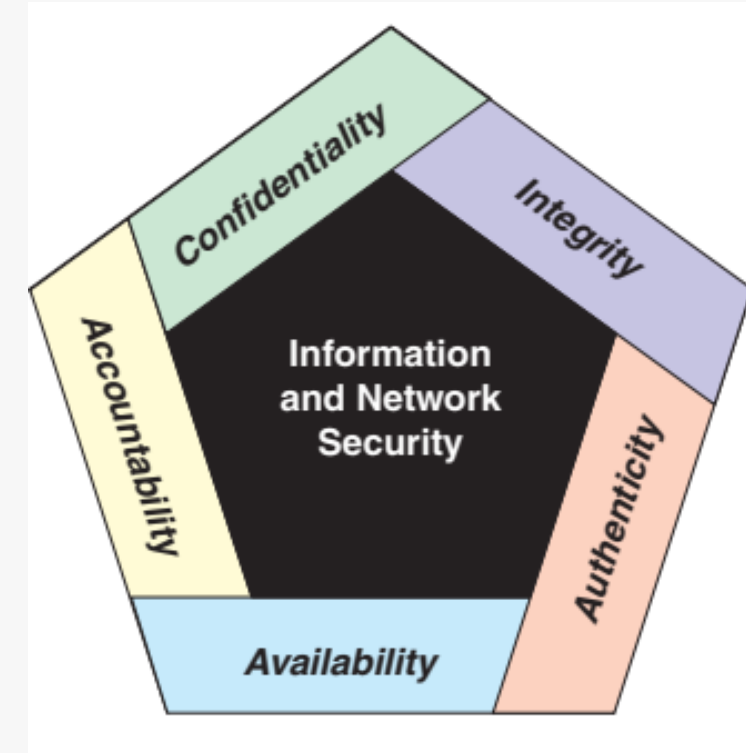 Confidentiality
Integrity
Accountability
Information
and Network
Security
Authenticity
Availability